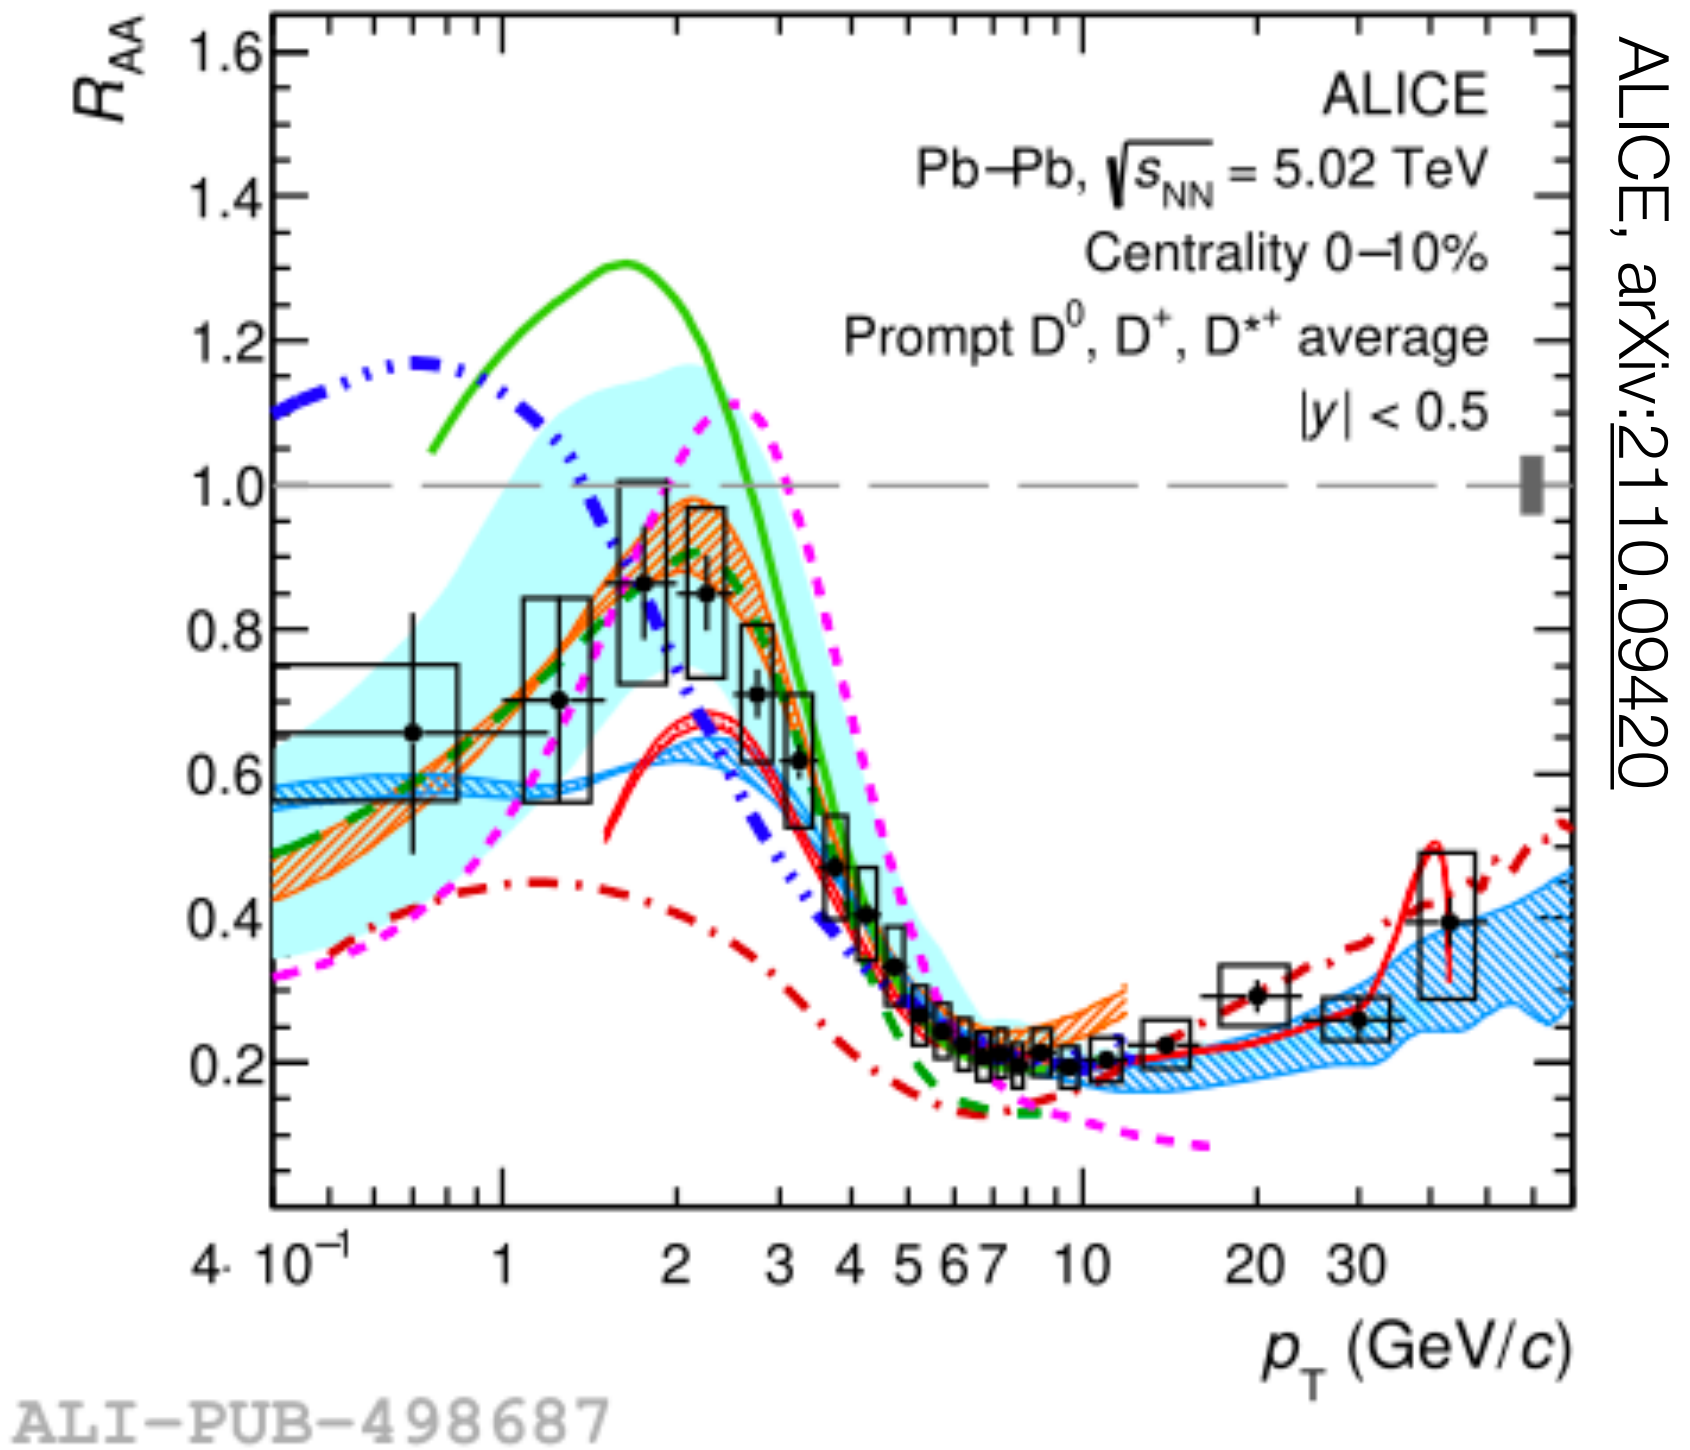 R_AA
1.6
1.4
1.2
1.0
0.8
0.6
0.4
0.2
ALICE
Pb−Pb, √s_NN = 5.02 TeV
Centrality 0−10%
Prompt D⁰, D⁺, D*⁺ average
|y| < 0.5
4·10⁻¹ 1 2 3 4 5 6 7 10 20 30
p_T (GeV/c)
ALICE, arXiv:2110.09420
ALI-PUB-498687